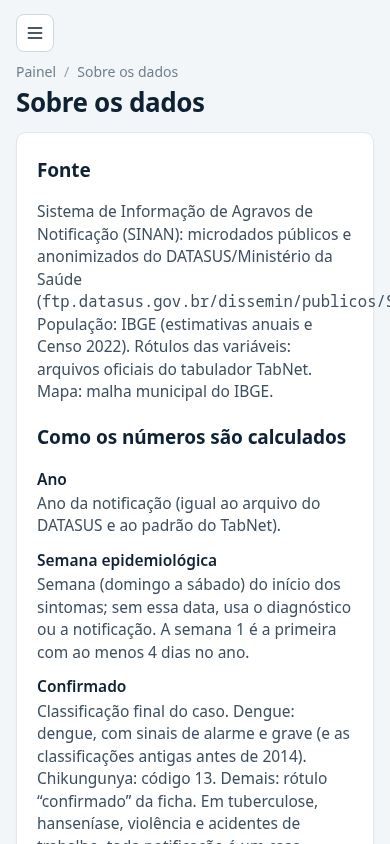 Painel / Sobre os dados
Sobre os dados
Fonte
Sistema de Informação de Agravos de
Notificação (SINAN): microdados públicos e
anonimizados do DATASUS/Ministério da
Saúde
(ftp.datasus.gov.br/dissemin/publicos/
População: IBGE (estimativas anuais e
Censo 2022). Rótulos das variáveis:
arquivos oficiais do tabulador TabNet.
Mapa: malha municipal do IBGE.
Como os números são calculados
Ano
Ano da notificação (igual ao arquivo do
DATASUS e ao padrão do TabNet).
Semana epidemiológica
Semana (domingo a sábado) do início dos
sintomas; sem essa data, usa o diagnóstico
ou a notificação. A semana 1 é a primeira
com ao menos 4 dias no ano.
Confirmado
Classificação final do caso. Dengue:
dengue, com sinais de alarme e grave (e as
classificações antigas antes de 2014).
Chikungunya: código 13. Demais: rótulo
“confirmado” da ficha. Em tuberculose,
hanseníase, violência e acidentes de